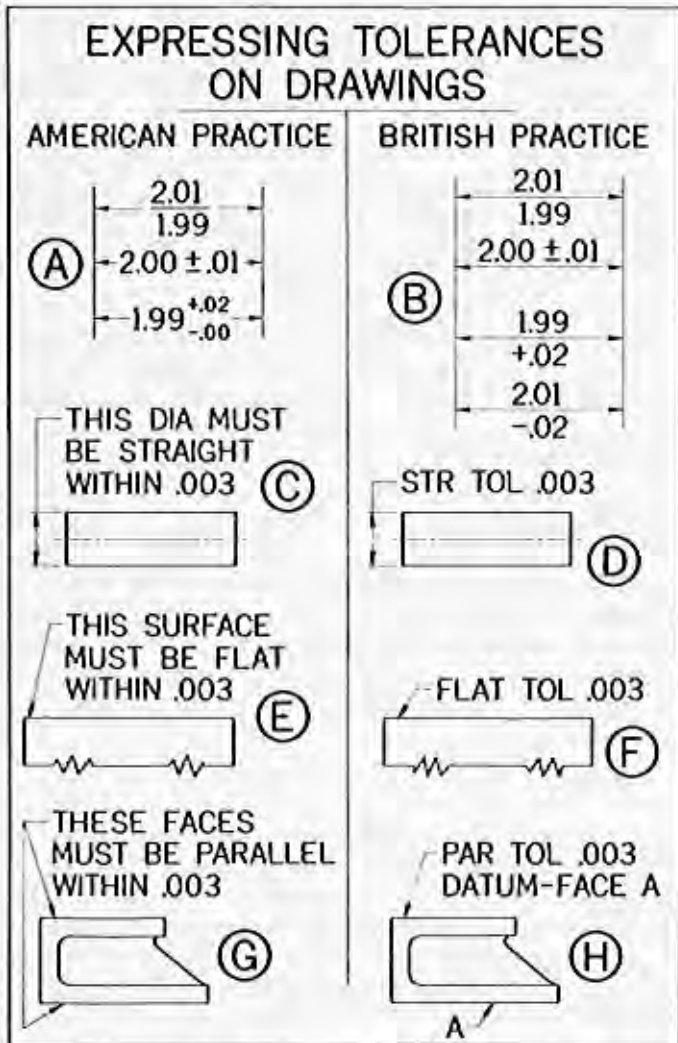 EXPRESSING TOLERANCES
ON DRAWINGS
AMERICAN PRACTICE
2.01
1.99
A
2.00 ±.01
1.99 +.02
-.00
THIS DIA MUST
BE STRAIGHT
WITHIN .003
C
THIS SURFACE
MUST BE FLAT
WITHIN .003
E
THESE FACES
MUST BE PARALLEL
WITHIN .003
G
BRITISH PRACTICE
2.01
1.99
2.00 ±.01
B
1.99
+.02
2.01
-.02
STR TOL .003
D
FLAT TOL .003
F
PAR TOL .003
DATUM-FACE A
H
A